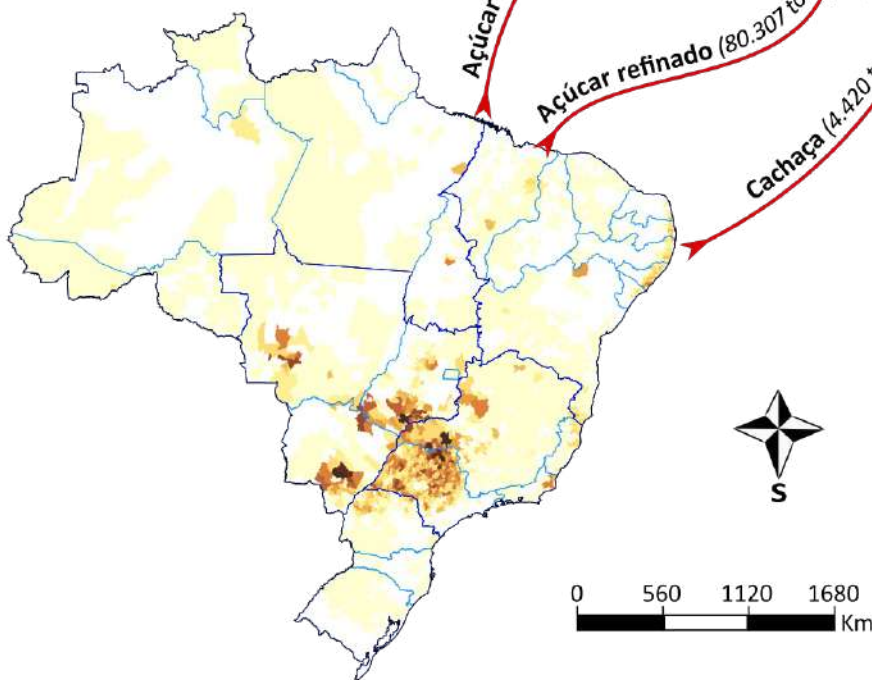 Açúcar
Açúcar refinado (80.307 to
Cachaça (4.420 t
S
0 560 1120 1680
Km